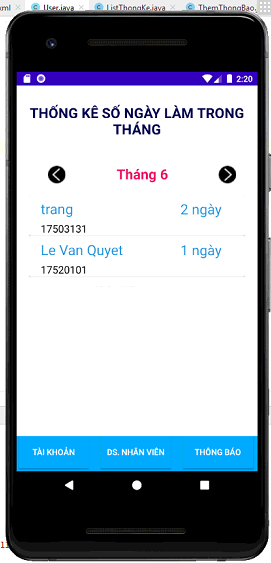 xml User.java ListThongKe.java ThemThongBao.
2:20
THỐNG KÊ SỐ NGÀY LÀM TRONG
THÁNG
Tháng 6
trang 2 ngày
17503131
Le Van Quyet 1 ngày
17520101
TÀI KHOẢN DS. NHÂN VIÊN THÔNG BÁO